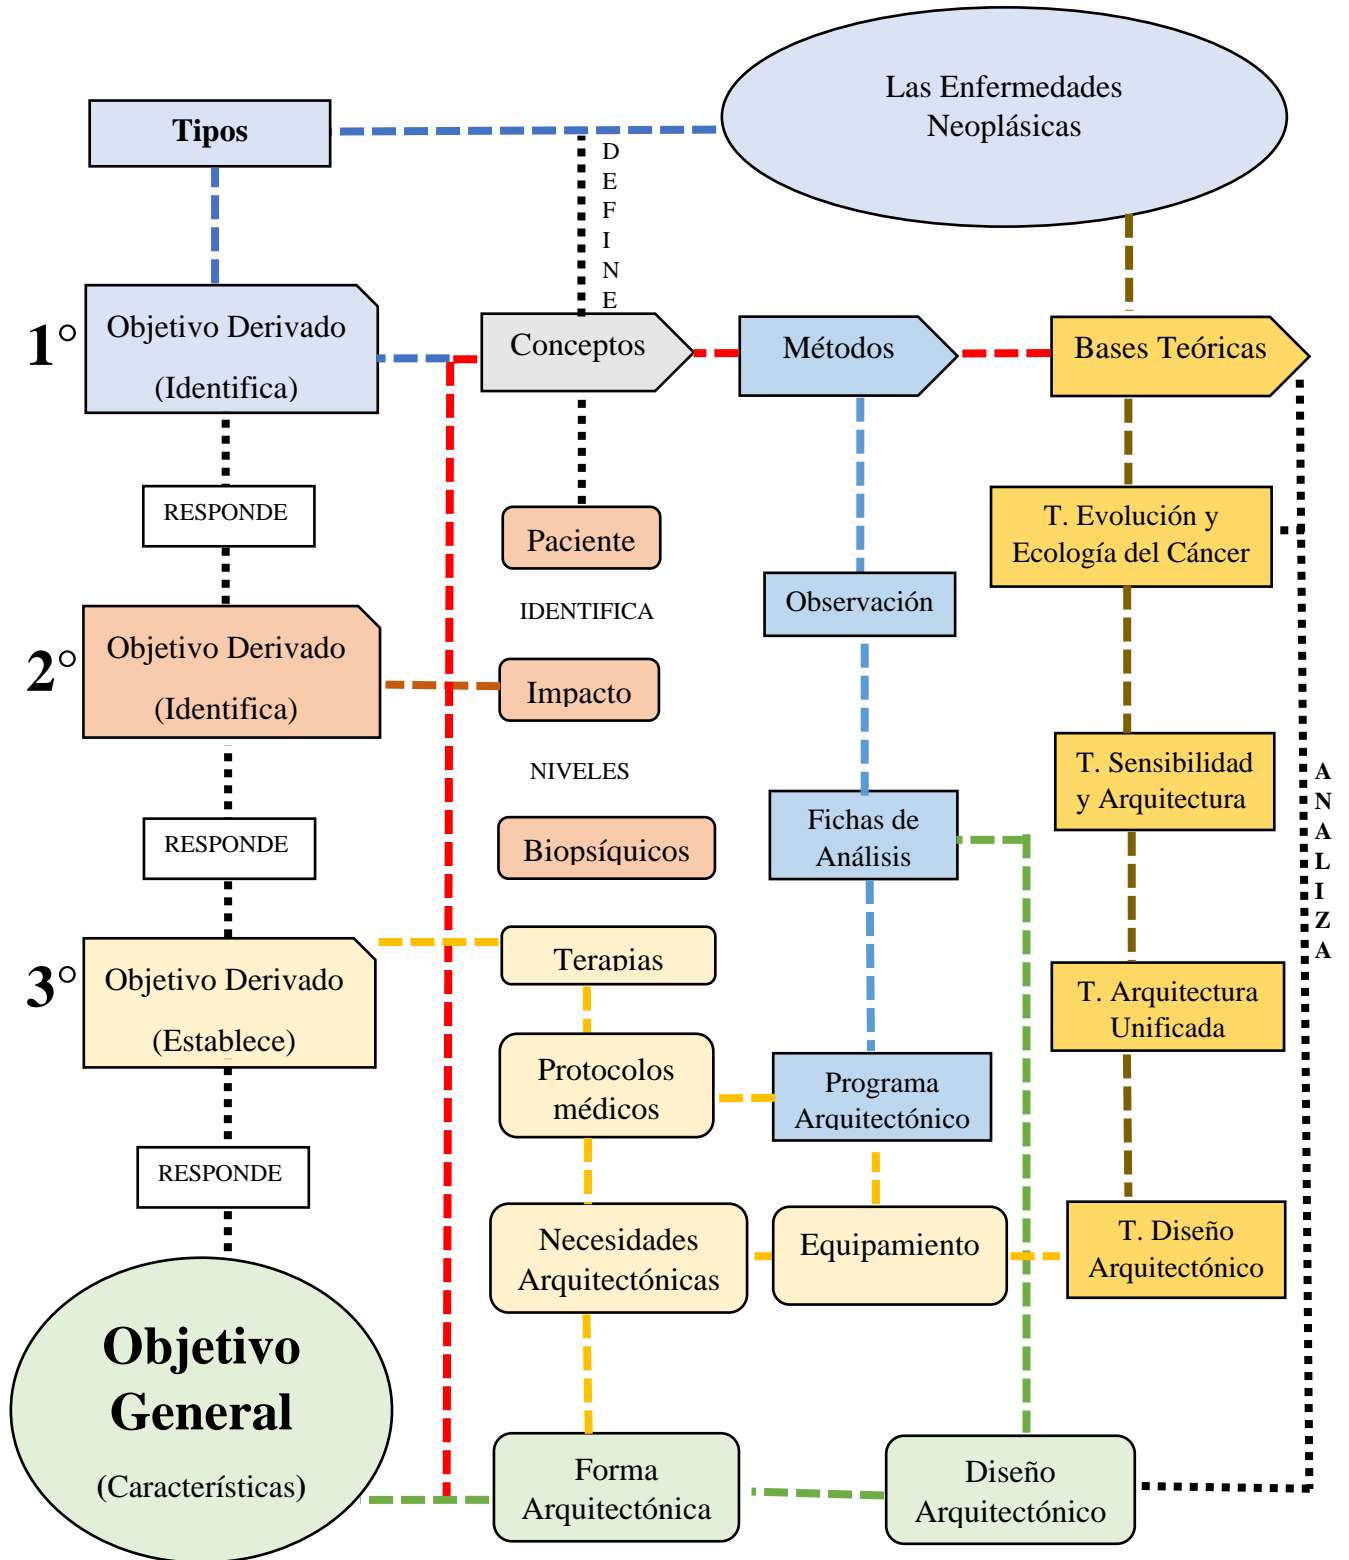 Las Enfermedades
Neoplásicas
Tipos
D
E
F
I
N
E
1°
Objetivo Derivado
(Identifica)
Conceptos
Métodos
Bases Teóricas
RESPONDE
Paciente
T. Evolución y
Ecología del Cáncer
IDENTIFICA
Observación
2°
Objetivo Derivado
(Identifica)
Impacto
NIVELES
T. Sensibilidad
y Arquitectura
A
N
A
L
I
Z
A
RESPONDE
Biopsíquicos
Fichas de
Análisis
3°
Objetivo Derivado
(Establece)
Terapias
T. Arquitectura
Unificada
Protocolos
médicos
Programa
Arquitectónico
RESPONDE
Necesidades
Arquitectónicas
Equipamiento
T. Diseño
Arquitectónico
Objetivo
General
(Características)
Forma
Arquitectónica
Diseño
Arquitectónico